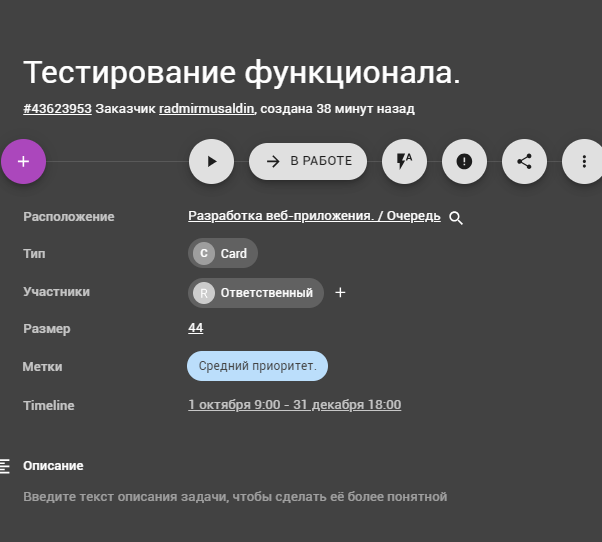 Тестирование функционала.
#43623953 Заказчик radmirmusaldin, создана 38 минут назад
В РАБОТЕ A
Расположение Разработка веб-приложения. / Очередь
Тип C Card
Участники R Ответственный +
Размер 44
Метки Средний приоритет.
Timeline 1 октября 9:00 - 31 декабря 18:00
Описание
Введите текст описания задачи, чтобы сделать её более понятной